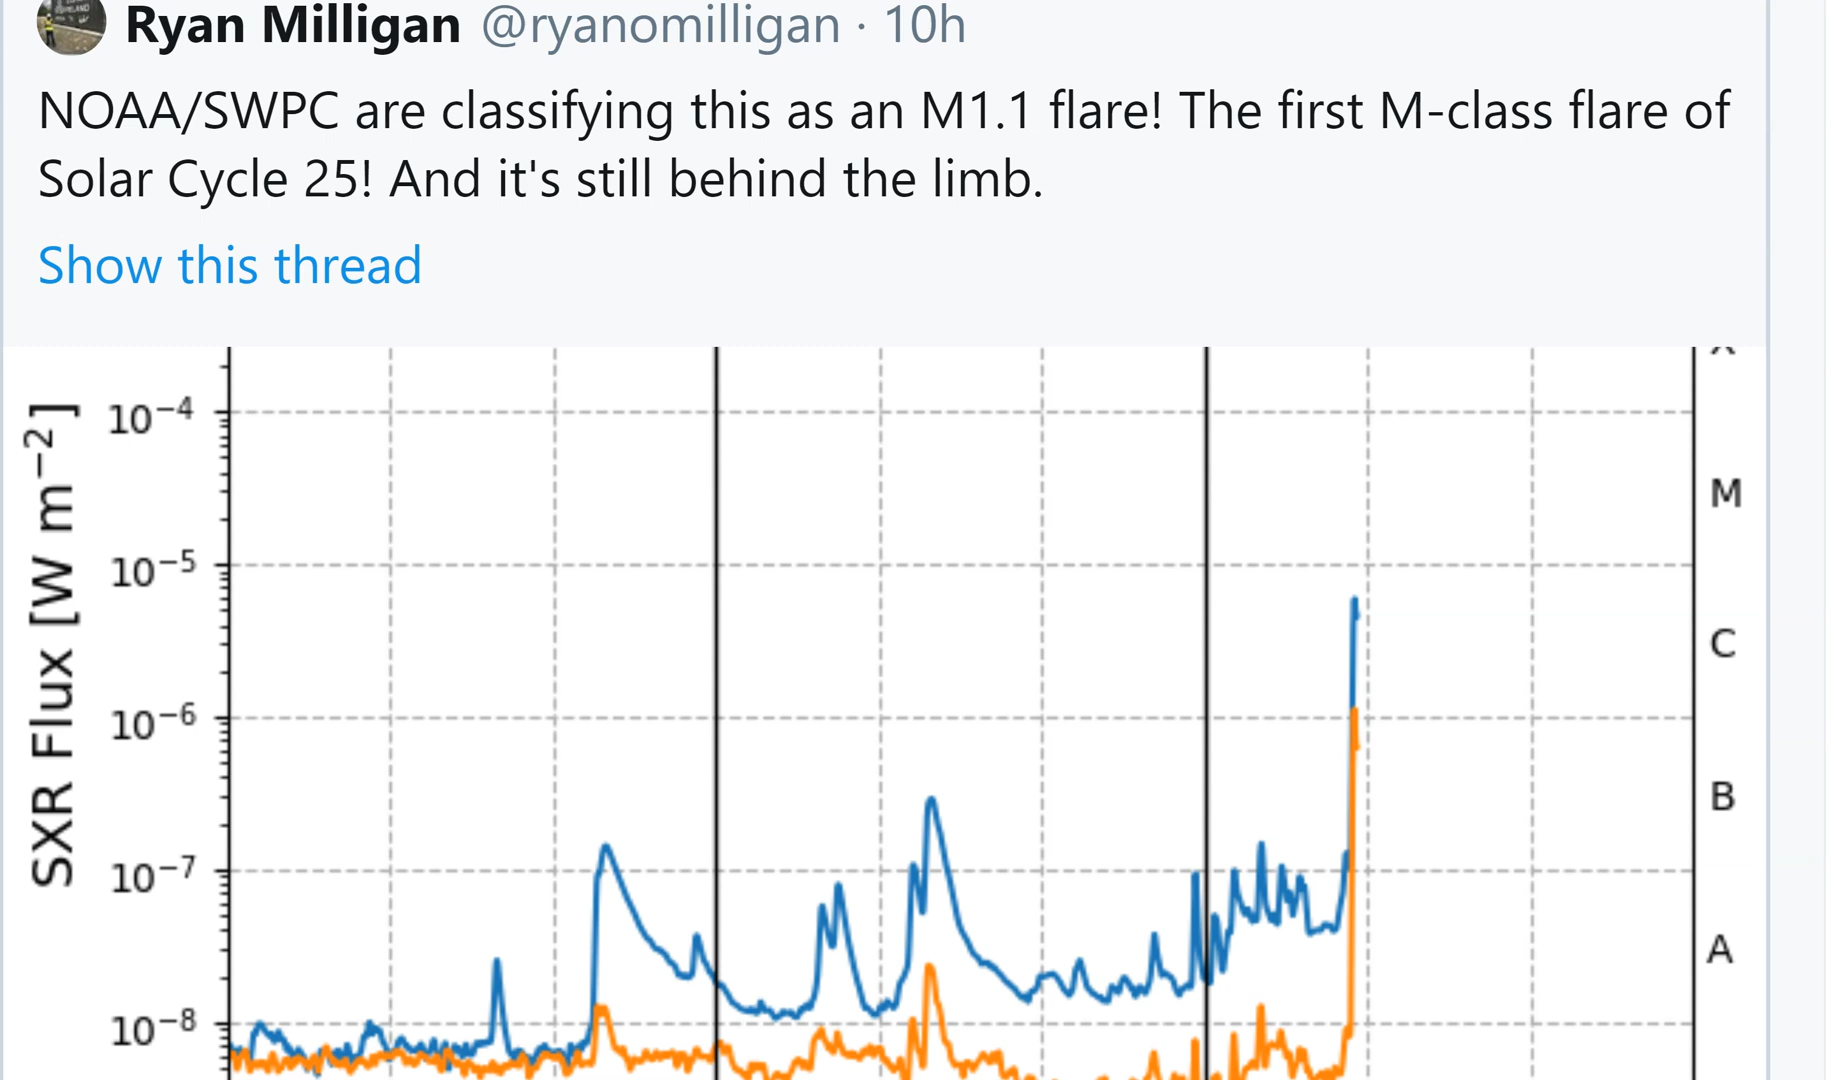 Ryan Milligan @ryanomilligan · 10h
NOAA/SWPC are classifying this as an M1.1 flare! The first M-class flare of
Solar Cycle 25! And it's still behind the limb.
Show this thread
SXR Flux [W m⁻²]
10⁻⁴
10⁻⁵
10⁻⁶
10⁻⁷
10⁻⁸
M
C
B
A